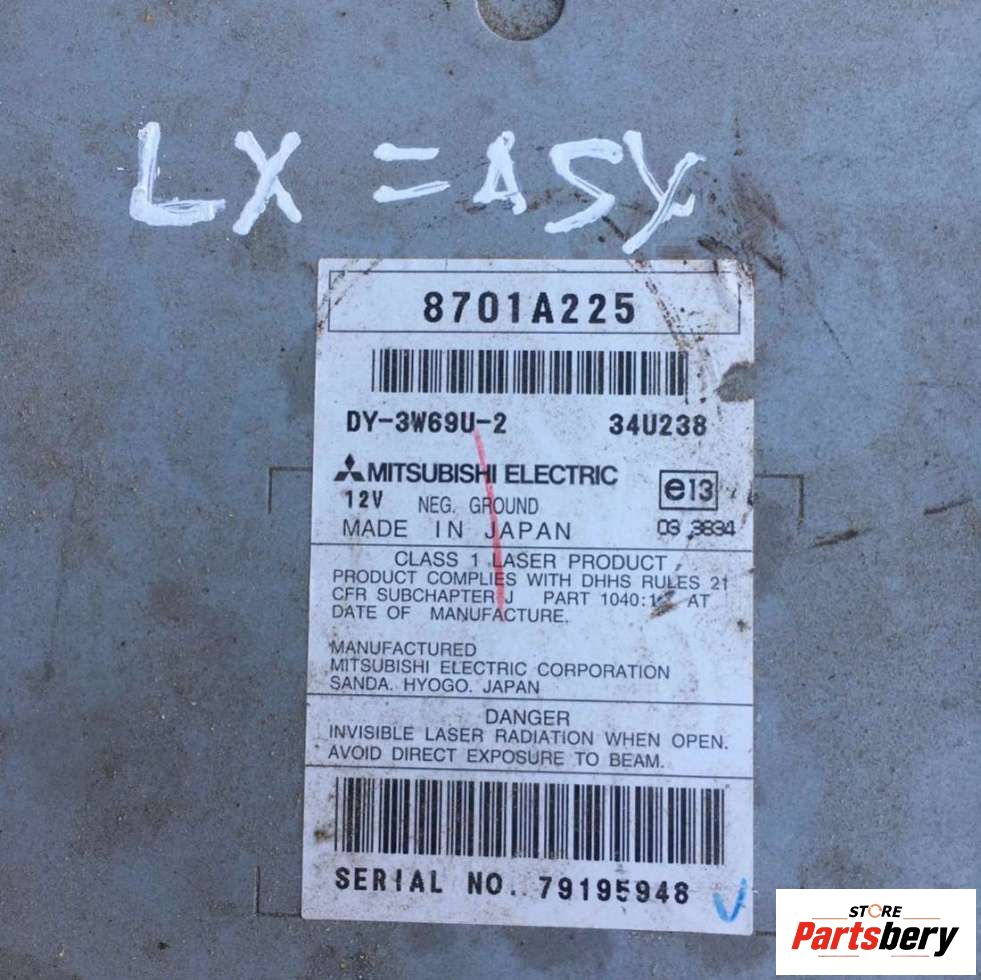 LX = ASY
8701A225
DY-3W69U-2 34U238
MITSUBISHI ELECTRIC
12V NEG. GROUND
e13
MADE IN JAPAN
03 3834
CLASS 1 LASER PRODUCT
PRODUCT COMPLIES WITH DHHS RULES 21
CFR SUBCHAPTER J PART AT
DATE OF MANUFACTURE.
MANUFACTURED
MITSUBISHI ELECTRIC CORPORATION
SANDA. HYOGO. JAPAN
DANGER
INVISIBLE LASER RADIATION WHEN OPEN.
AVOID DIRECT EXPOSURE TO BEAM.
SERIAL NO. 79195948
STORE
Partsbery